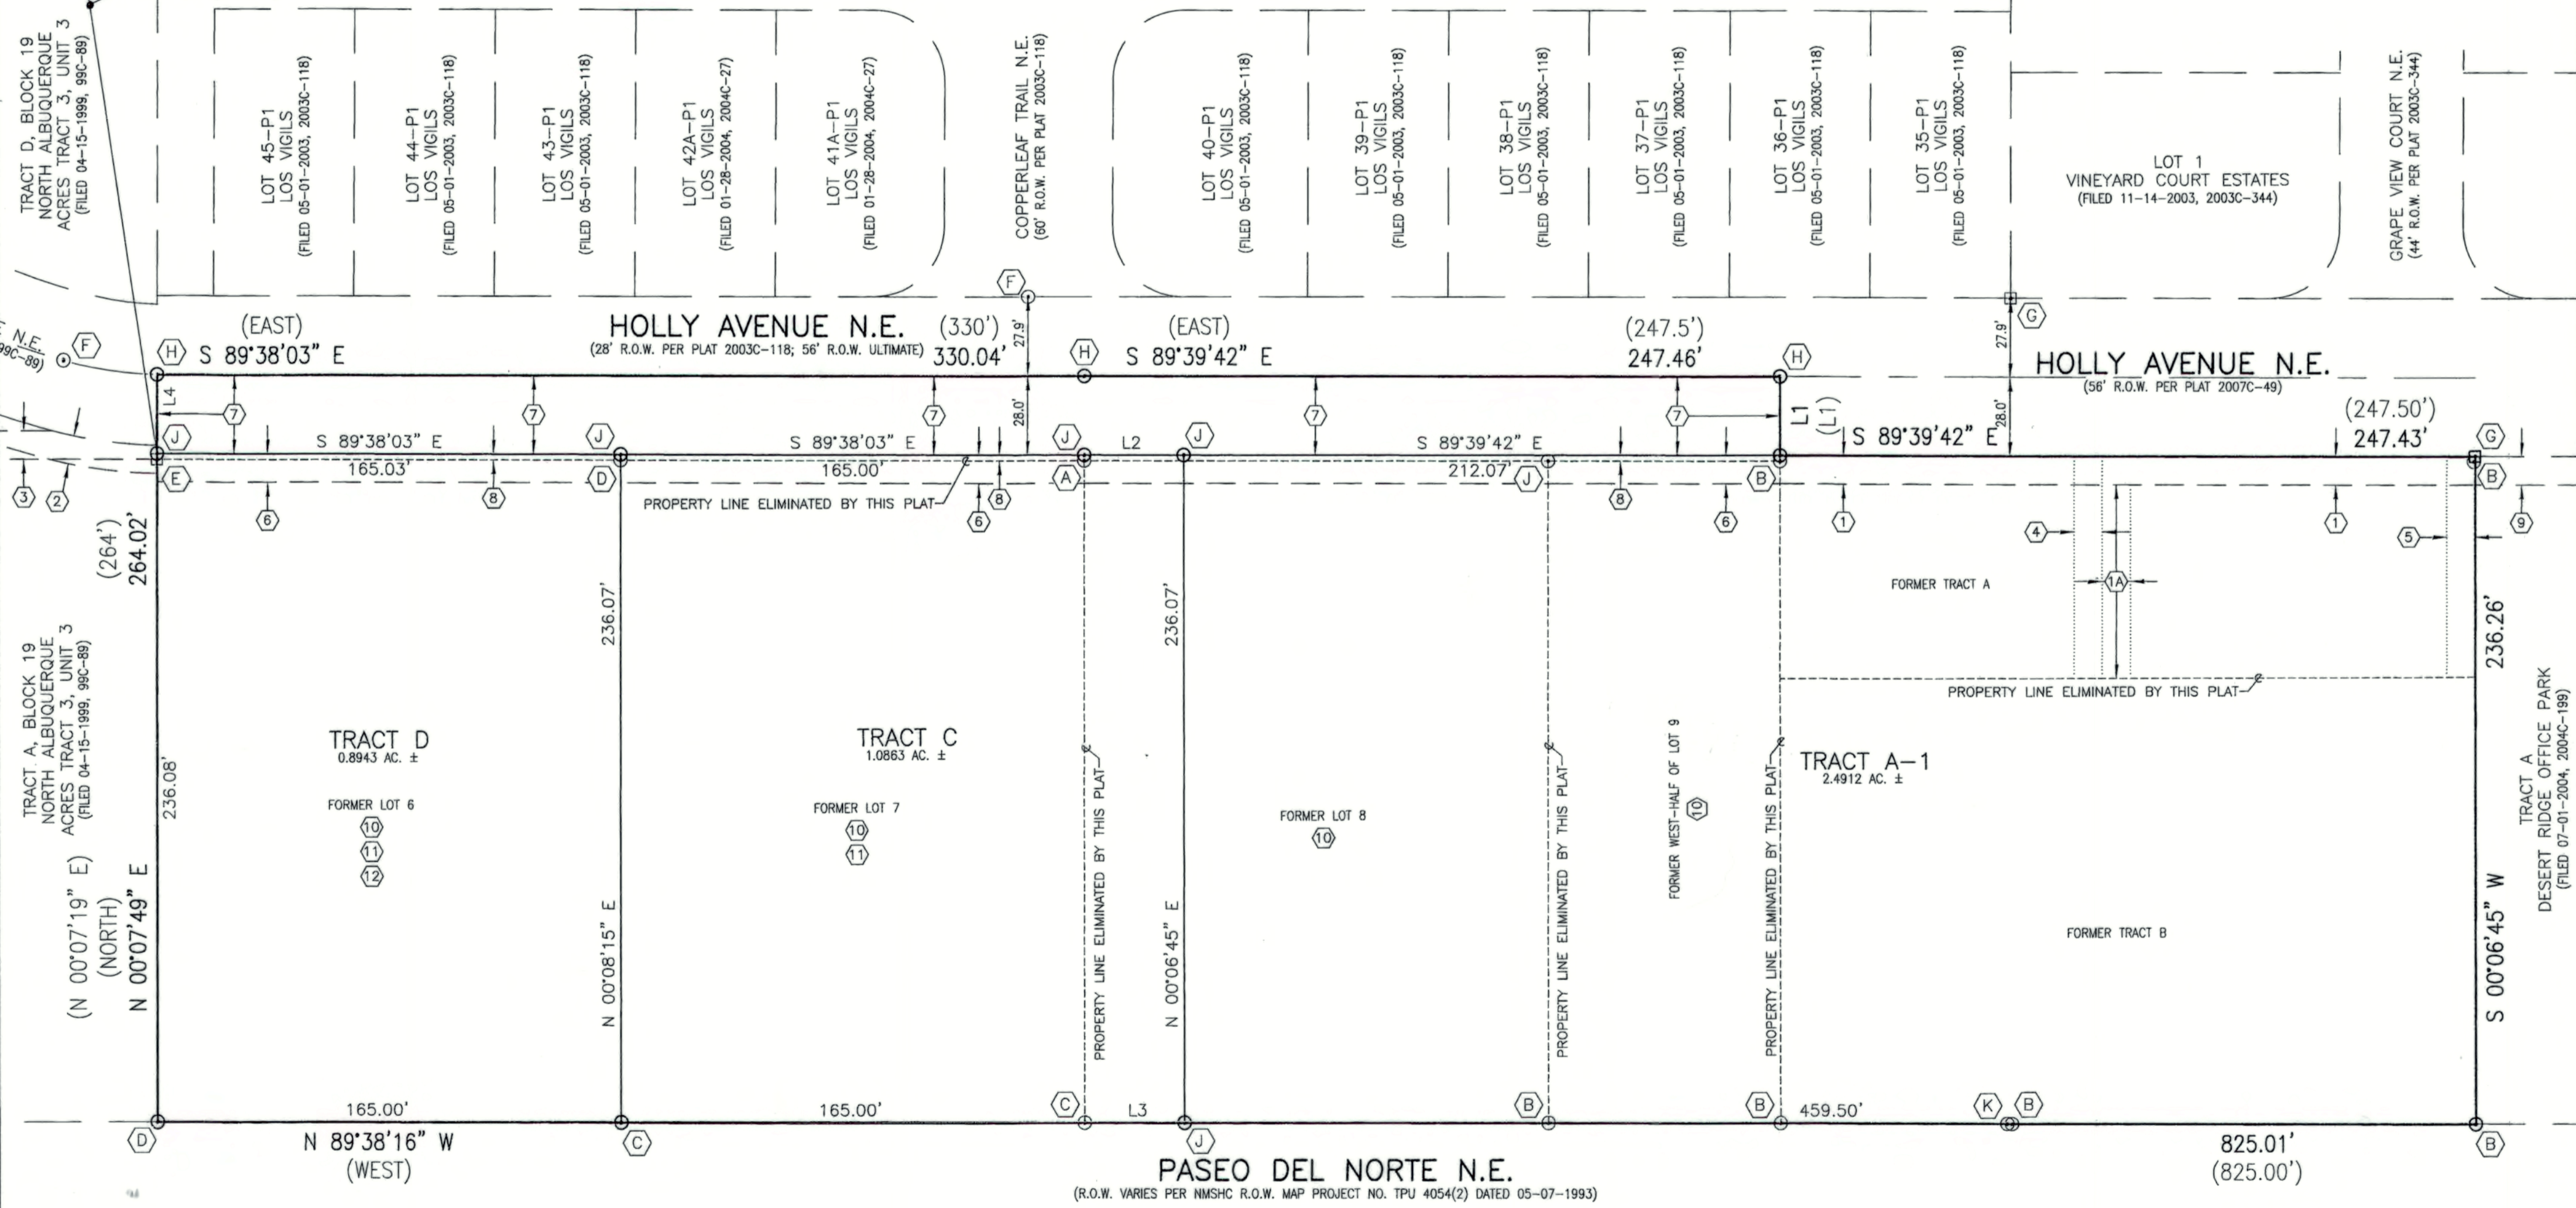 TRACT D, BLOCK 19
NORTH ALBUQUERQUE
ACRES TRACT 3, UNIT 3
(FILED 04-15-1999, 99C-89)
LOT 45-P1
LOS VIGILS
(FILED 05-01-2003, 2003C-118)
LOT 44-P1
LOS VIGILS
(FILED 05-01-2003, 2003C-118)
LOT 43-P1
LOS VIGILS
(FILED 05-01-2003, 2003C-118)
LOT 42A-P1
LOS VIGILS
(FILED 01-28-2004, 2004C-27)
LOT 41A-P1
LOS VIGILS
(FILED 01-28-2004, 2004C-27)
COPPERLEAF TRAIL N.E.
(60' R.O.W. PER PLAT 2003C-118)
LOT 40-P1
LOS VIGILS
(FILED 05-01-2003, 2003C-118)
LOT 39-P1
LOS VIGILS
(FILED 05-01-2003, 2003C-118)
LOT 38-P1
LOS VIGILS
(FILED 05-01-2003, 2003C-118)
LOT 37-P1
LOS VIGILS
(FILED 05-01-2003, 2003C-118)
LOT 36-P1
LOS VIGILS
(FILED 05-01-2003, 2003C-118)
LOT 35-P1
LOS VIGILS
(FILED 05-01-2003, 2003C-118)
LOT 1
VINEYARD COURT ESTATES
(FILED 11-14-2003, 2003C-344)
GRAPE VIEW COURT N.E.
(44' R.O.W. PER PLAT 2003C-344)
F
G
N.E.
99C-89)
F
(EAST)
HOLLY AVENUE N.E.
(330')
27.9'
(EAST)
(247.5')
27.9'
H
S 89°38'03" E
(28' R.O.W. PER PLAT 2003C-118; 56' R.O.W. ULTIMATE)
330.04'
H
S 89°39'42" E
247.46'
H
HOLLY AVENUE N.E.
(56' R.O.W. PER PLAT 2007C-49)
L4
7
7
7
28.0'
7
7
L1
(L1)
28.0'
(247.50')
J
S 89°38'03" E
J
S 89°38'03" E
J
L2
J
S 89°39'42" E
S 89°39'42" E
247.43'
G
E
165.03'
D
165.00'
A
212.07'
J
B
B
3
2
8
PROPERTY LINE ELIMINATED BY THIS PLAT
8
8
6
6
6
1
1
9
4
5
1A
(264')
264.02'
236.07'
236.07'
FORMER TRACT A
236.26'
PROPERTY LINE ELIMINATED BY THIS PLAT
TRACT A, BLOCK 19
NORTH ALBUQUERQUE
ACRES TRACT 3, UNIT 3
(FILED 04-15-1999, 99C-89)
236.08'
TRACT D
0.8943 AC. ±
FORMER LOT 6
10
11
12
TRACT C
1.0863 AC. ±
FORMER LOT 7
10
11
PROPERTY LINE ELIMINATED BY THIS PLAT
FORMER LOT 8
10
PROPERTY LINE ELIMINATED BY THIS PLAT
FORMER WEST-HALF OF LOT 9
10
PROPERTY LINE ELIMINATED BY THIS PLAT
TRACT A-1
2.4912 AC. ±
FORMER TRACT B
TRACT A
DESERT RIDGE OFFICE PARK
(FILED 07-01-2004, 2004C-199)
(N 00°07'19" E)
(NORTH)
N 00°07'49" E
N 00°08'15" E
N 00°06'45" E
S 00°06'45" W
165.00'
165.00'
C
L3
B
B
459.50'
K
B
D
N 89°38'16" W
(WEST)
C
J
825.01'
(825.00')
B
PASEO DEL NORTE N.E.
(R.O.W. VARIES PER NMSHC R.O.W. MAP PROJECT NO. TPU 4054(2) DATED 05-07-1993)